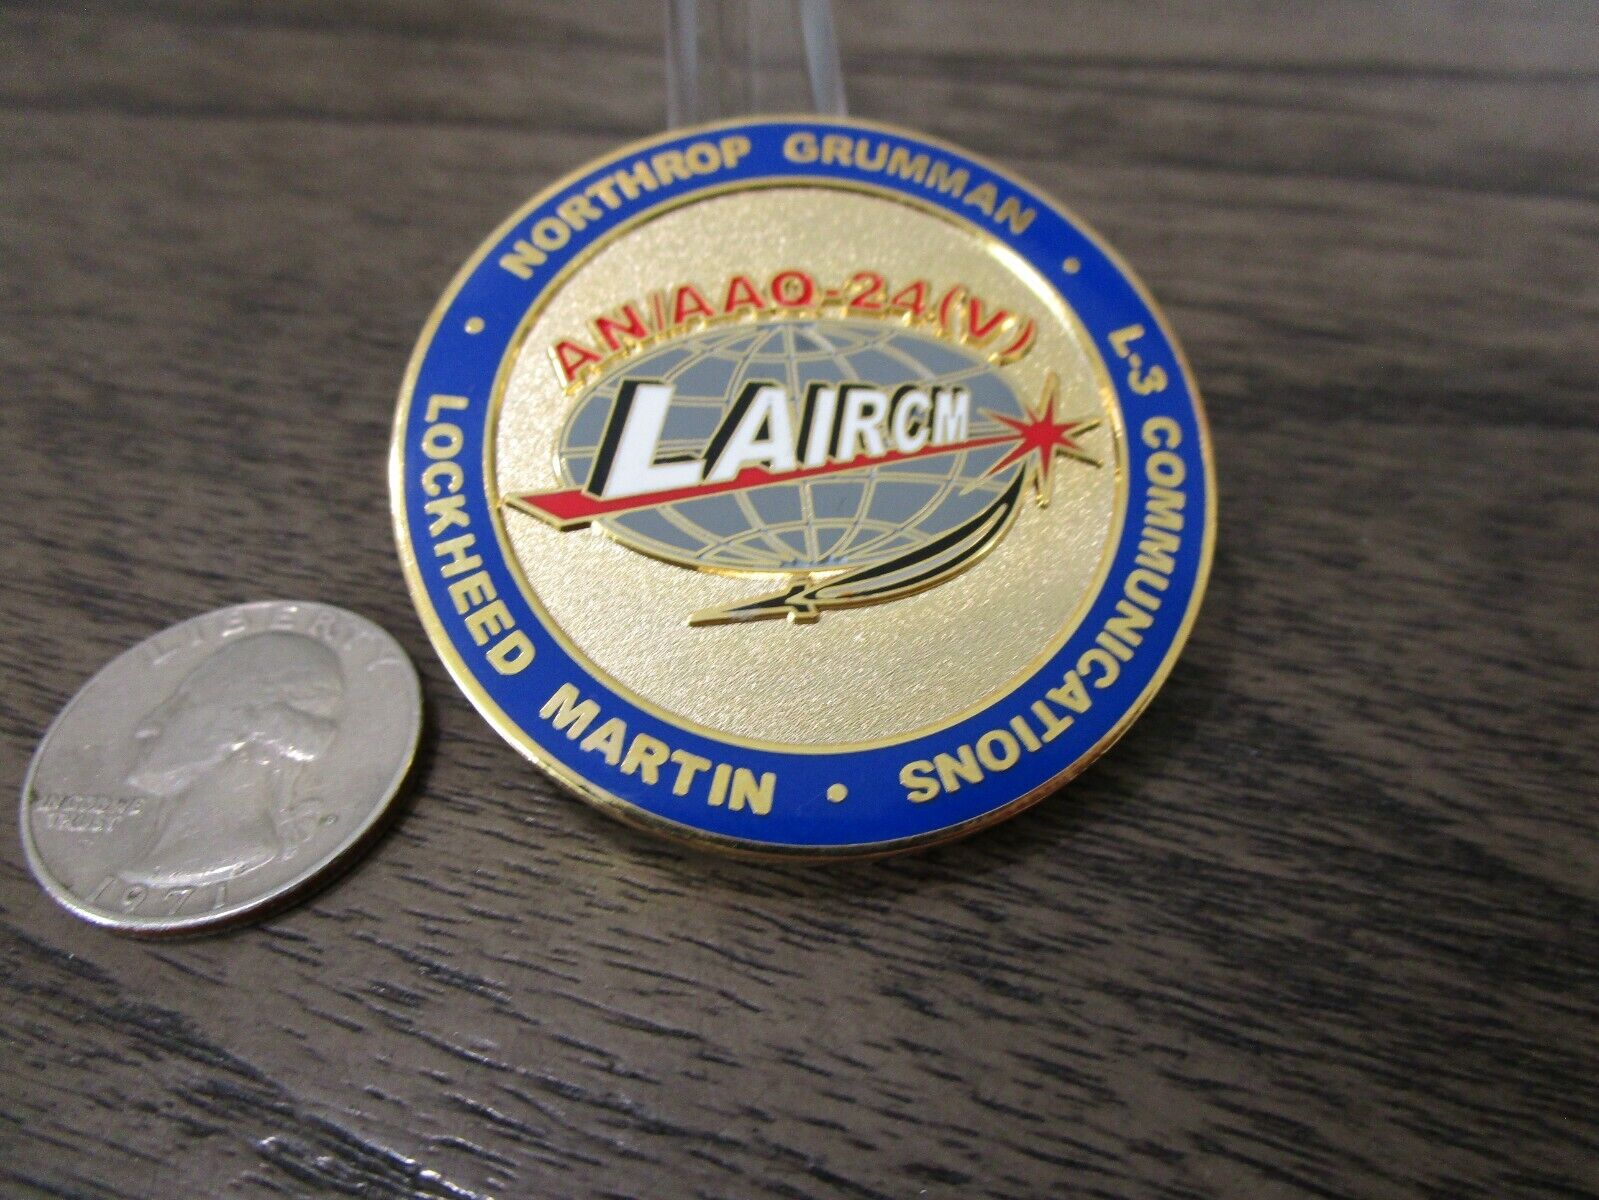 NORTHROP GRUMMAN · L-3 COMMUNICATIONS · LOCKHEED MARTIN ·
AN/AAQ-24(V)
LAIRCM
LIBERTY
IN GOD WE
TRUST
1971